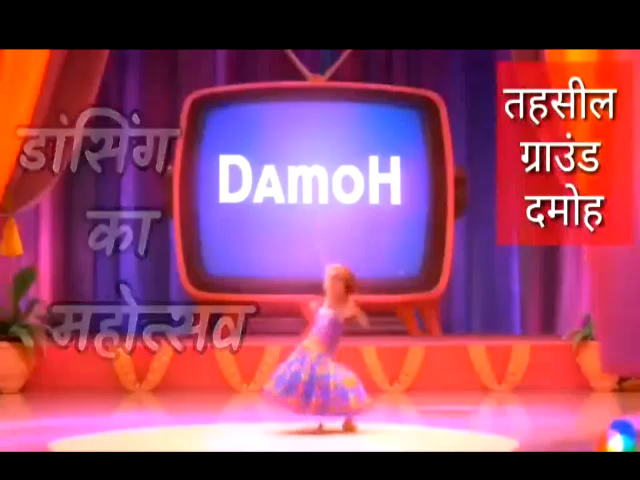 डांसिंग
का
महोत्सव
DAmoH
तहसील
ग्राउंड
दमोह